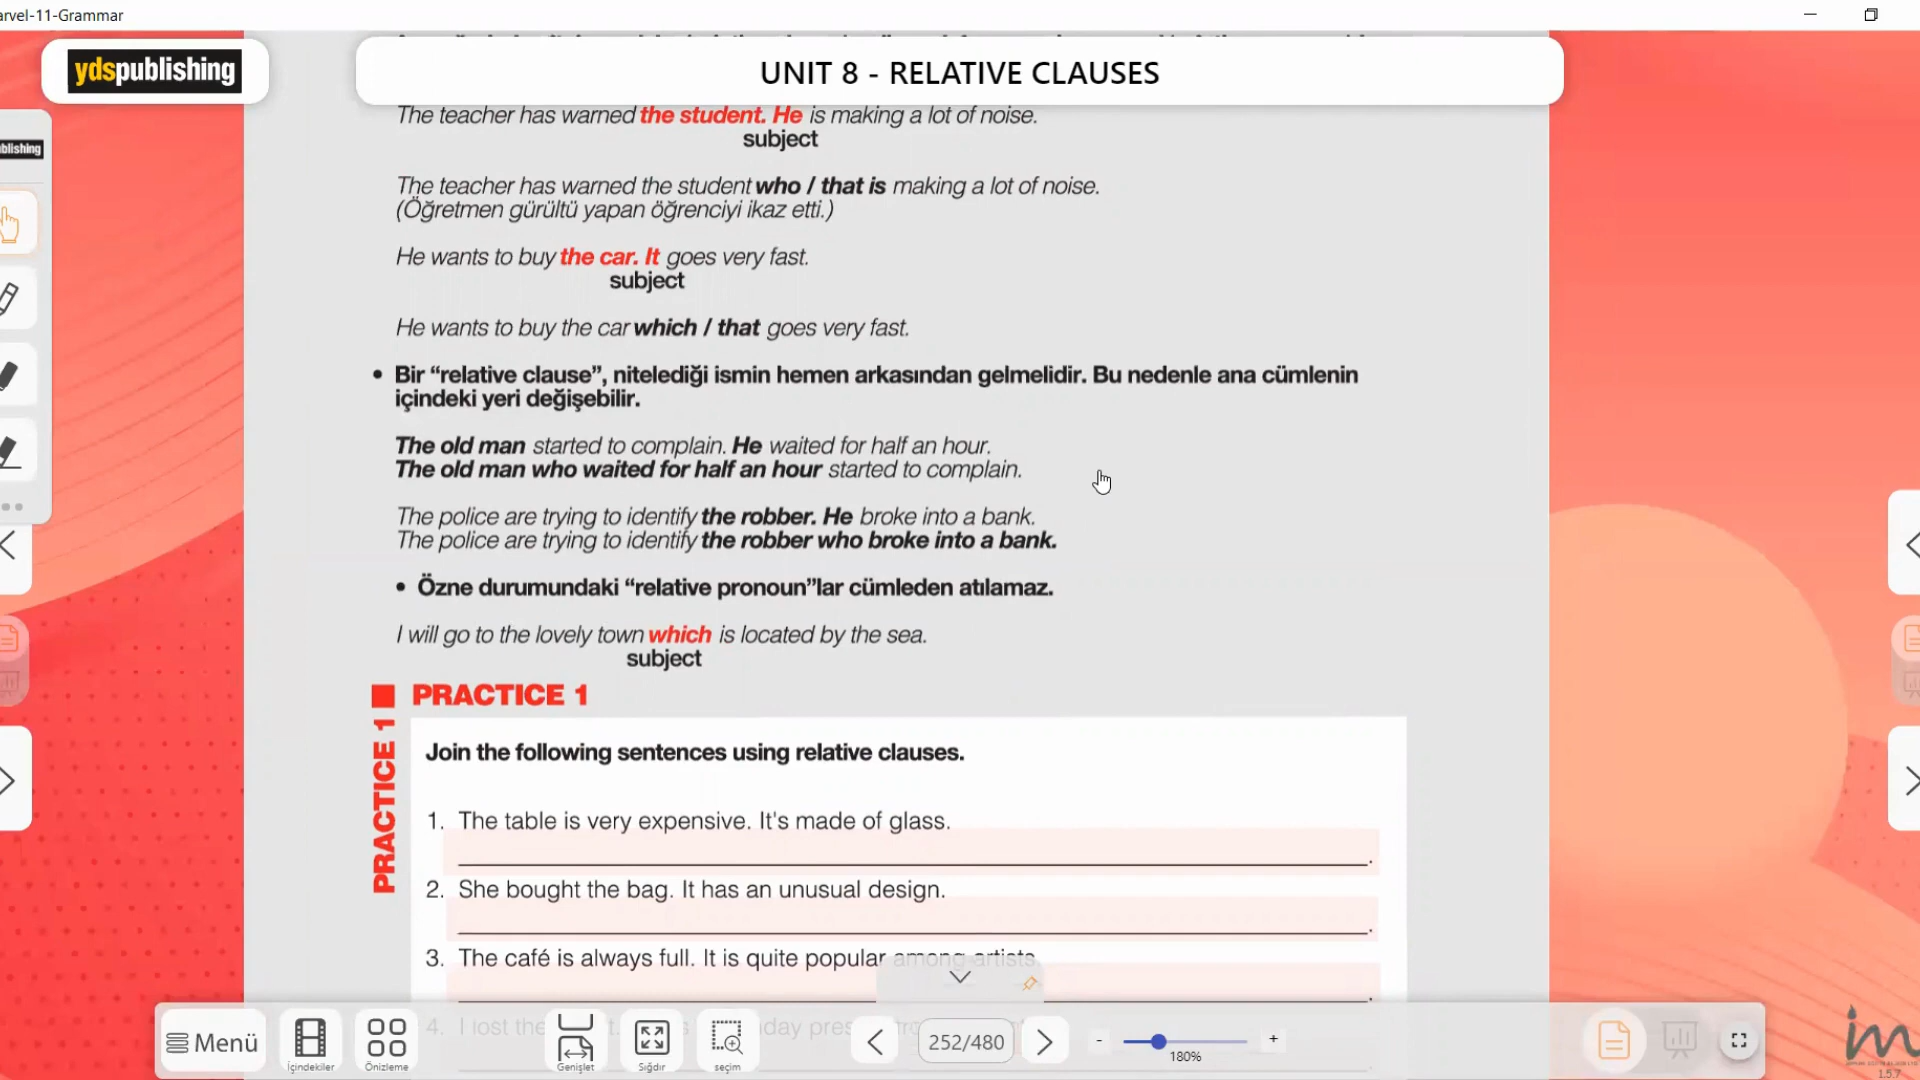 arvel-11-Grammar
ydspublishing
UNIT 8 - RELATIVE CLAUSES
The teacher has warned the student. He is making a lot of noise.
subject
blishing
The teacher has warned the student who / that is making a lot of noise.
(Öğretmen gürültü yapan öğrenciyi ikaz etti.)
He wants to buy the car. It goes very fast.
subject
He wants to buy the car which / that goes very fast.
• Bir “relative clause”, nitelediği ismin hemen arkasından gelmelidir. Bu nedenle ana cümlenin
içindeki yeri değişebilir.
The old man started to complain. He waited for half an hour.
The old man who waited for half an hour started to complain.
The police are trying to identify the robber. He broke into a bank.
The police are trying to identify the robber who broke into a bank.
• Özne durumundaki “relative pronoun”lar cümleden atılamaz.
I will go to the lovely town which is located by the sea.
subject
PRACTICE 1
PRACTICE 1
Join the following sentences using relative clauses.
1. The table is very expensive. It's made of glass.
2. She bought the bag. It has an unusual design.
3. The café is always full. It is quite popular among artists.
4. I lost the
Menü
İçindekiler
Önizleme
Genişlet
Sığdır
seçim
252/480
-
180%
+
im
1.5.7